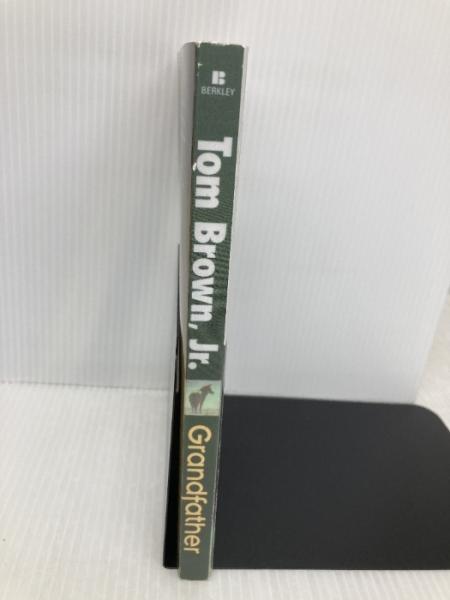 B
BERKLEY
Tom Brown, Jr.
Grandfather